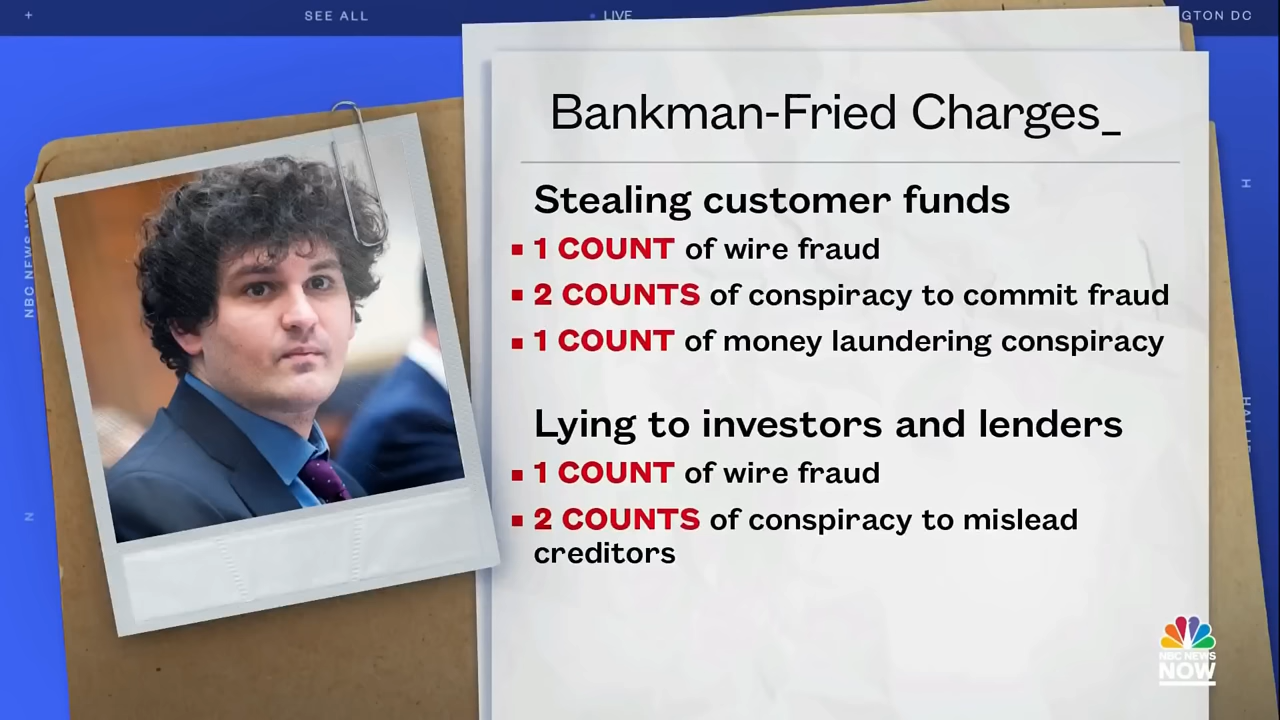 +
SEE ALL
LIVE
GTON DC
Bankman-Fried Charges_
Stealing customer funds
1 COUNT of wire fraud
2 COUNTS of conspiracy to commit fraud
1 COUNT of money laundering conspiracy
Lying to investors and lenders
1 COUNT of wire fraud
2 COUNTS of conspiracy to mislead
creditors
NBC NEWS
N
H
NBC NEWS
NOW